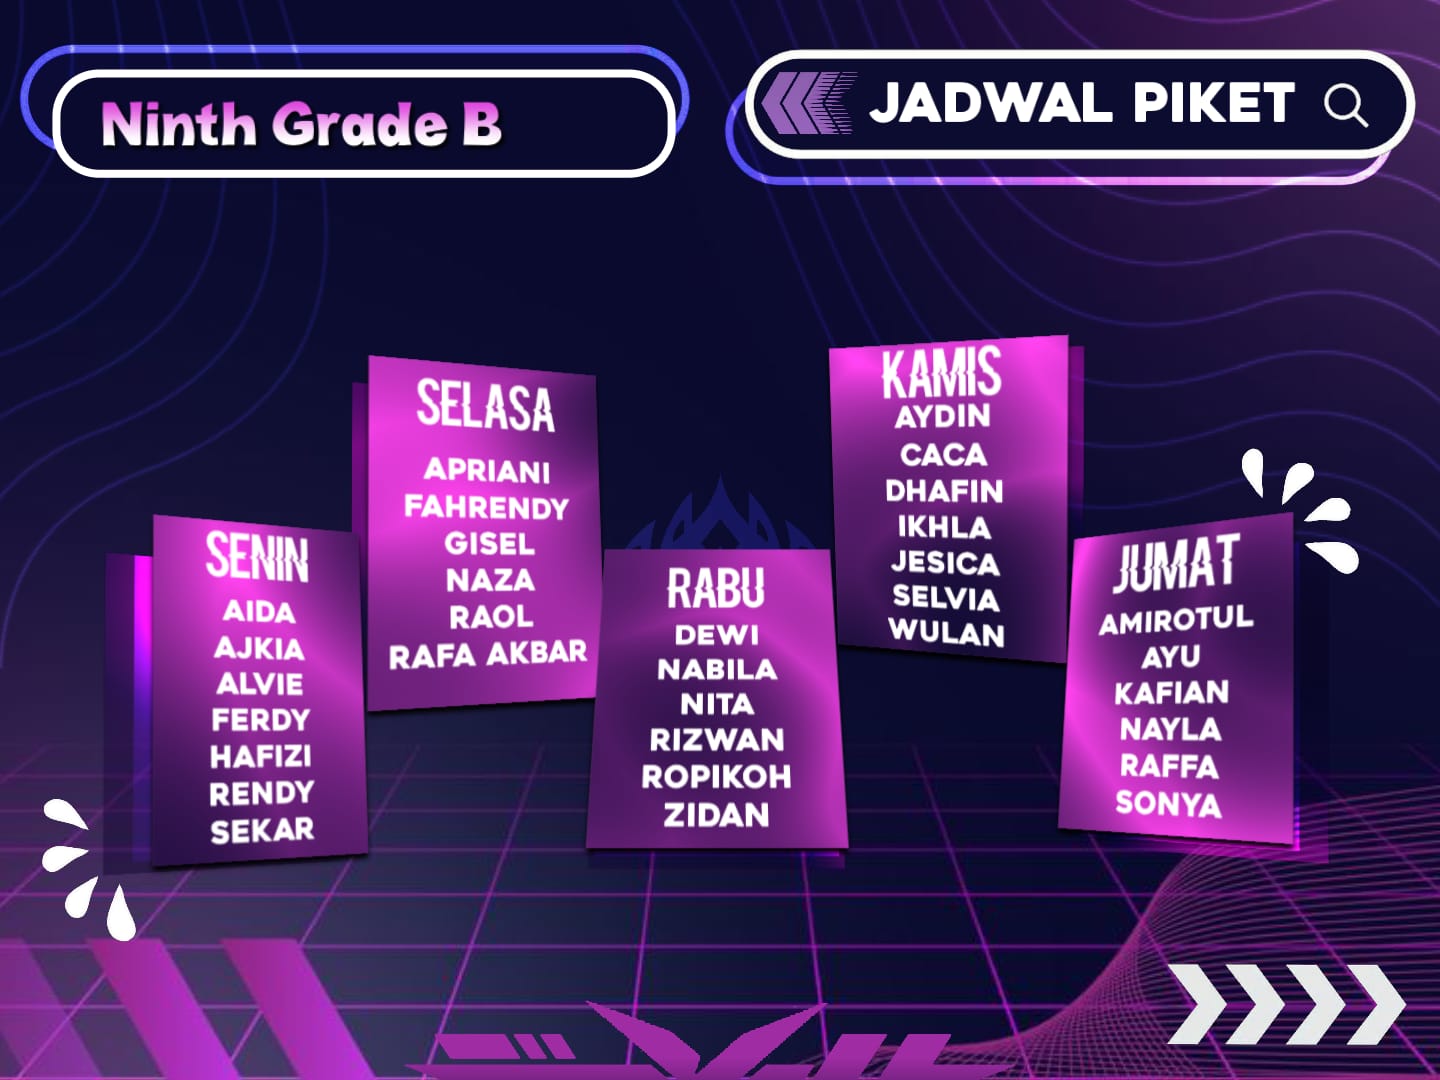 Ninth Grade B
JADWAL PIKET
SENIN
AIDA
AJKIA
ALVIE
FERDY
HAFIZI
RENDY
SEKAR
SELASA
APRIANI
FAHRENDY
GISEL
NAZA
RAOL
RAFA AKBAR
RABU
DEWI
NABILA
NITA
RIZWAN
ROPIKOH
ZIDAN
KAMIS
AYDIN
CACA
DHAFIN
IKHLA
JESICA
SELVIA
WULAN
JUMAT
AMIROTUL
AYU
KAFIAN
NAYLA
RAFFA
SONYA